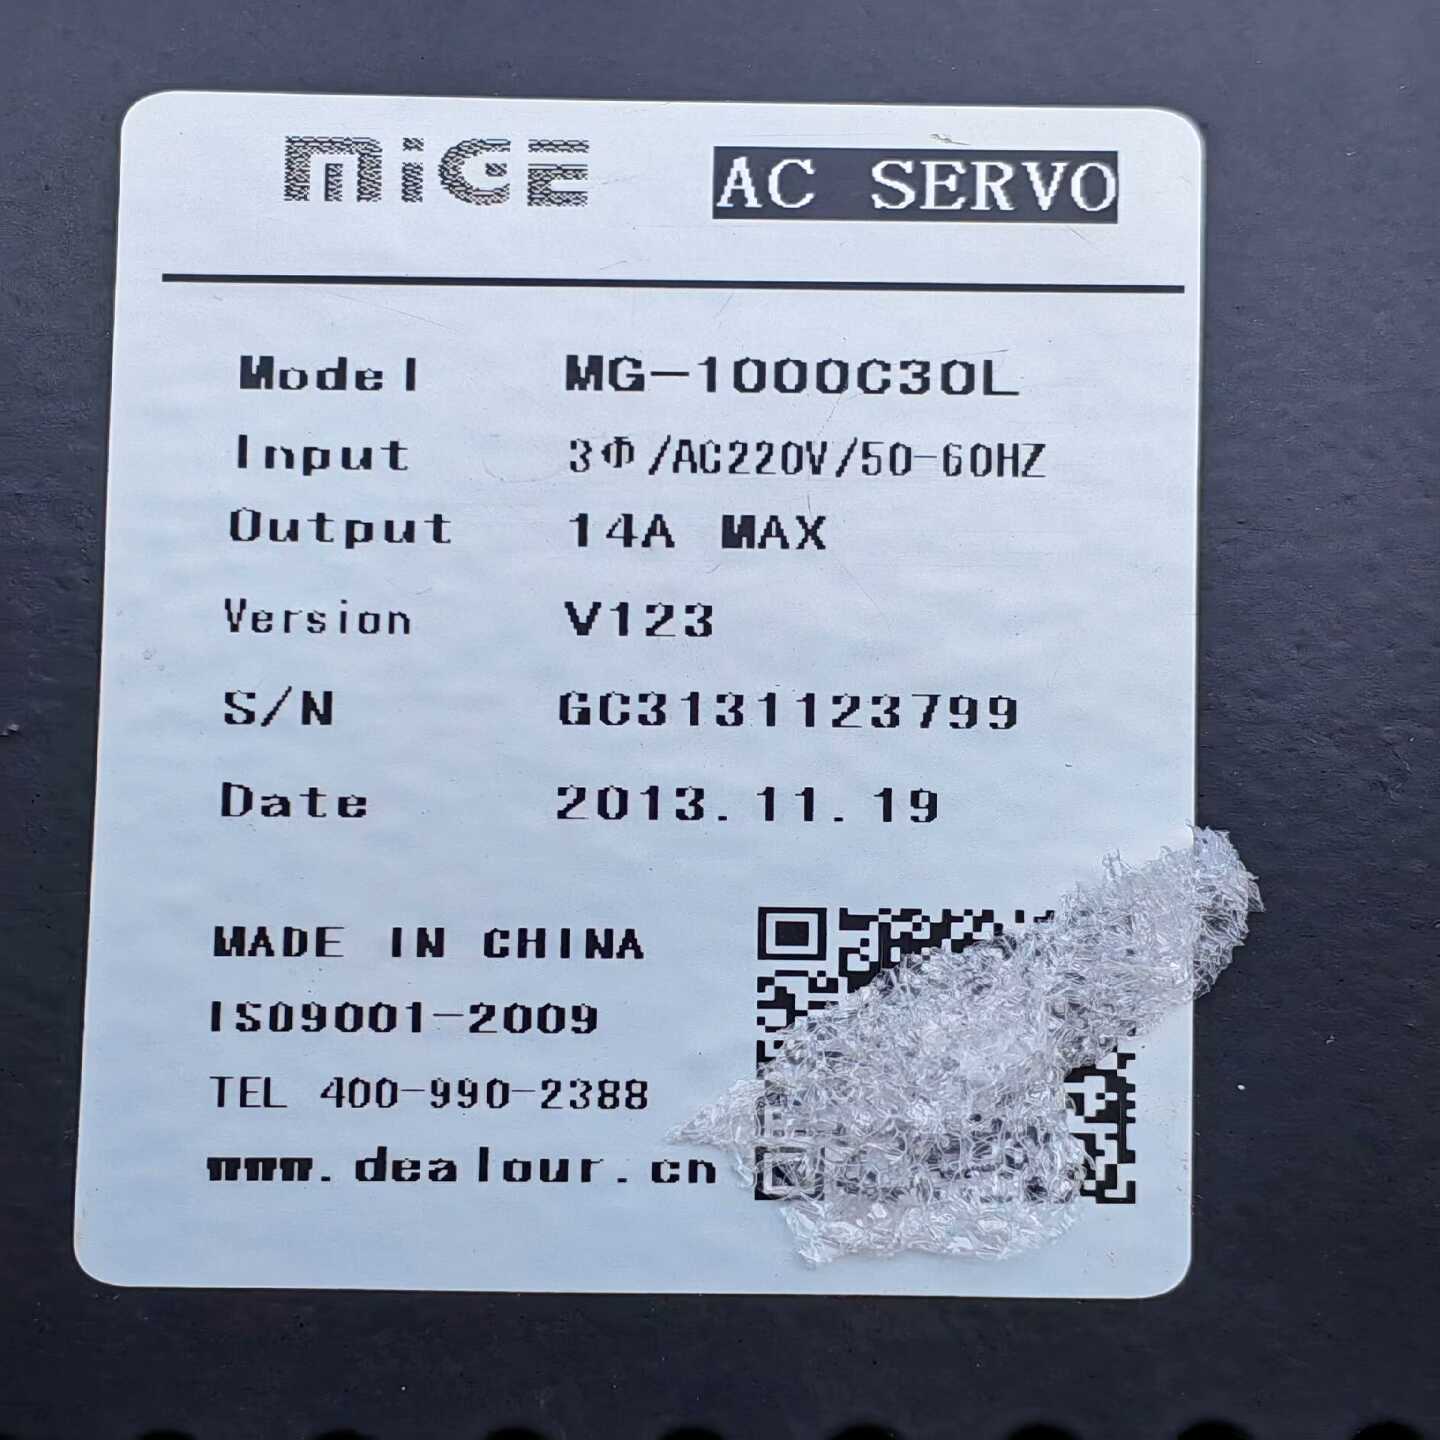 MiGE AC SERVO
Model MG-1000C30L
Input 3Φ/AC220V/50-60HZ
Output 14A MAX
Version V123
S/N GC3131123799
Date 2013.11.19
MADE IN CHINA
ISO9001-2009
TEL 400-990-2388
www.dealour.cn